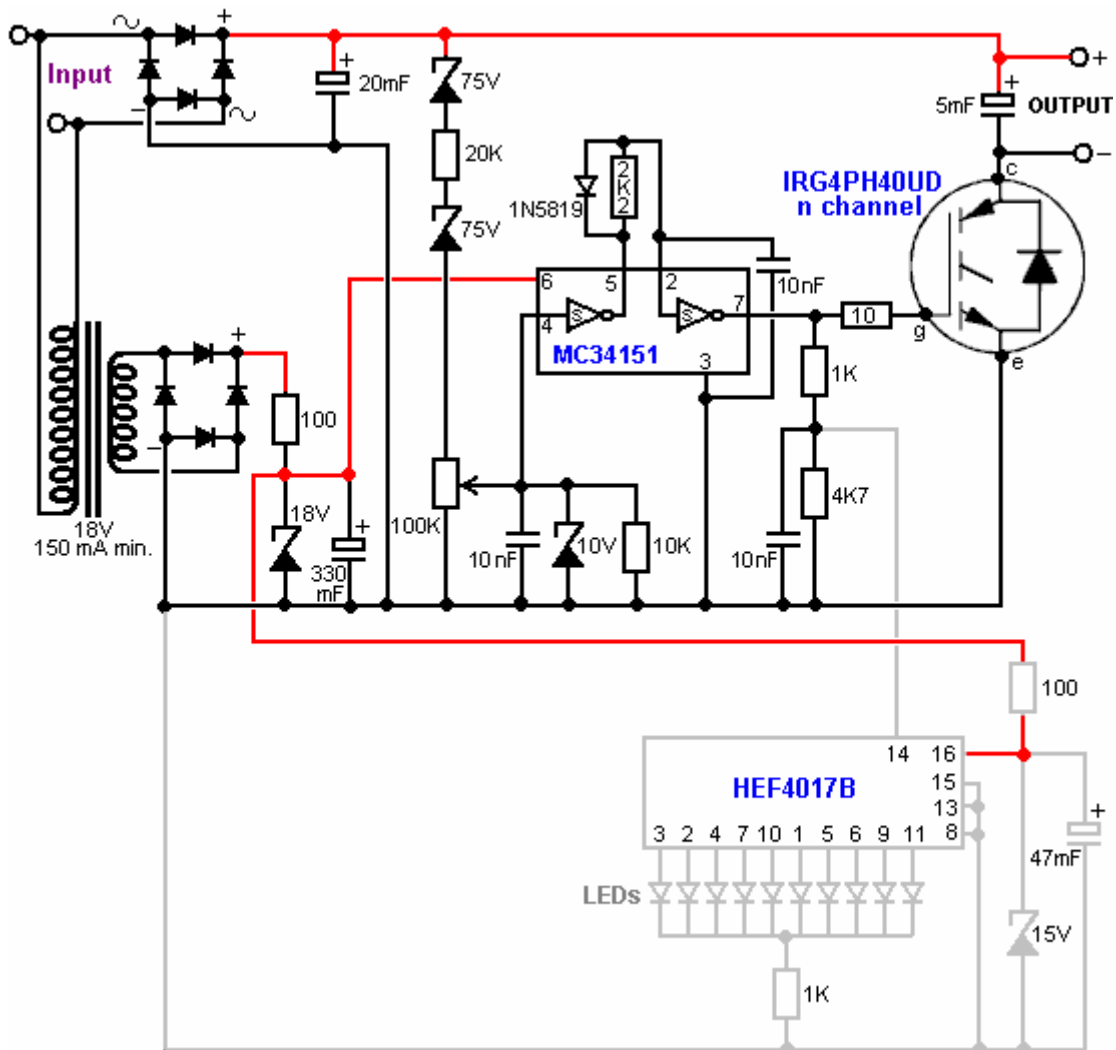 Input
+
−
20mF
+
75V
20K
75V
100K
1N5819
2K2
10nF
6
5
2
4
S
S
7
3
MC34151
10
1K
4K7
10nF
IRG4PH40UD
n channel
c
g
e
5mF
+
OUTPUT
+
−
+
−
100
18V
150 mA min.
18V
+
330
mF
10nF
10V
10K
100
14
16
15
13
8
HEF4017B
3 2 4 7 10 1 5 6 9 11
LEDs
1K
+
47mF
15V